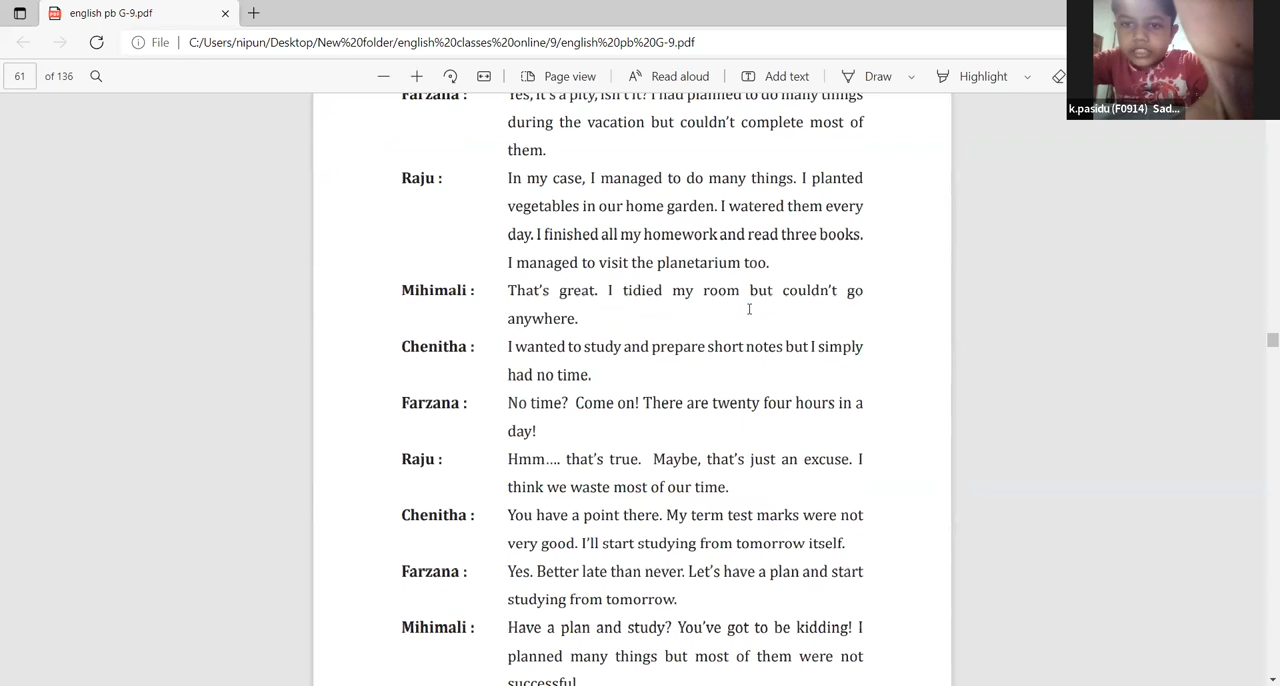 english pb G-9.pdf
File | C:/Users/nipun/Desktop/New%20folder/english%20classes%20online/9/english%20pb%20G-9.pdf
61 of 136 Page view Read aloud Add text Draw Highlight
k.pasidu (F0914) Sad...
Farzana : Yes, it's a pity, isn't it? I had planned to do many things
during the vacation but couldn't complete most of
them.
Raju : In my case, I managed to do many things. I planted
vegetables in our home garden. I watered them every
day. I finished all my homework and read three books.
I managed to visit the planetarium too.
Mihimali : That's great. I tidied my room but couldn't go
anywhere.
Chenitha : I wanted to study and prepare short notes but I simply
had no time.
Farzana : No time? Come on! There are twenty four hours in a
day!
Raju : Hmm.... that's true. Maybe, that's just an excuse. I
think we waste most of our time.
Chenitha : You have a point there. My term test marks were not
very good. I'll start studying from tomorrow itself.
Farzana : Yes. Better late than never. Let's have a plan and start
studying from tomorrow.
Mihimali : Have a plan and study? You've got to be kidding! I
planned many things but most of them were not
successful.